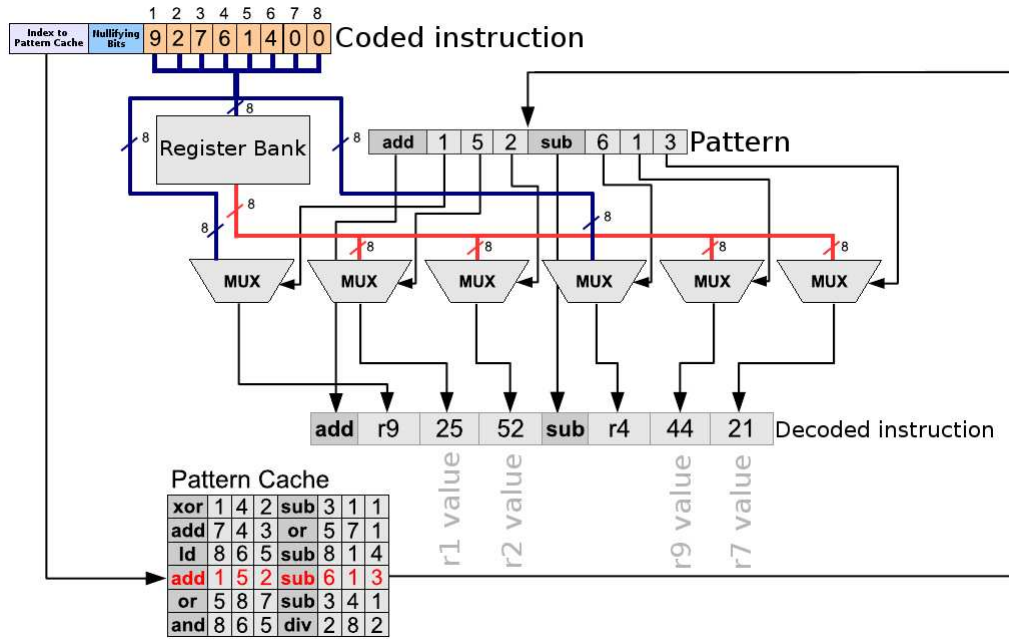 1 2 3 4 5 6 7 8
Index to Pattern Cache
Nullifying Bits
9 2 7 6 1 4 0 0
Coded instruction
8
8
8
Register Bank
add 1 5 2 sub 6 1 3
Pattern
8
8
8
8 8 8 8
MUX MUX MUX MUX MUX MUX
add r9 25 52 sub r4 44 21
Decoded instruction
r1 value
r2 value
r9 value
r7 value
Pattern Cache
xor 1 4 2 sub 3 1 1
add 7 4 3 or 5 7 1
ld 8 6 5 sub 8 1 4
add 1 5 2 sub 6 1 3
or 5 8 7 sub 3 4 1
and 8 6 5 div 2 8 2